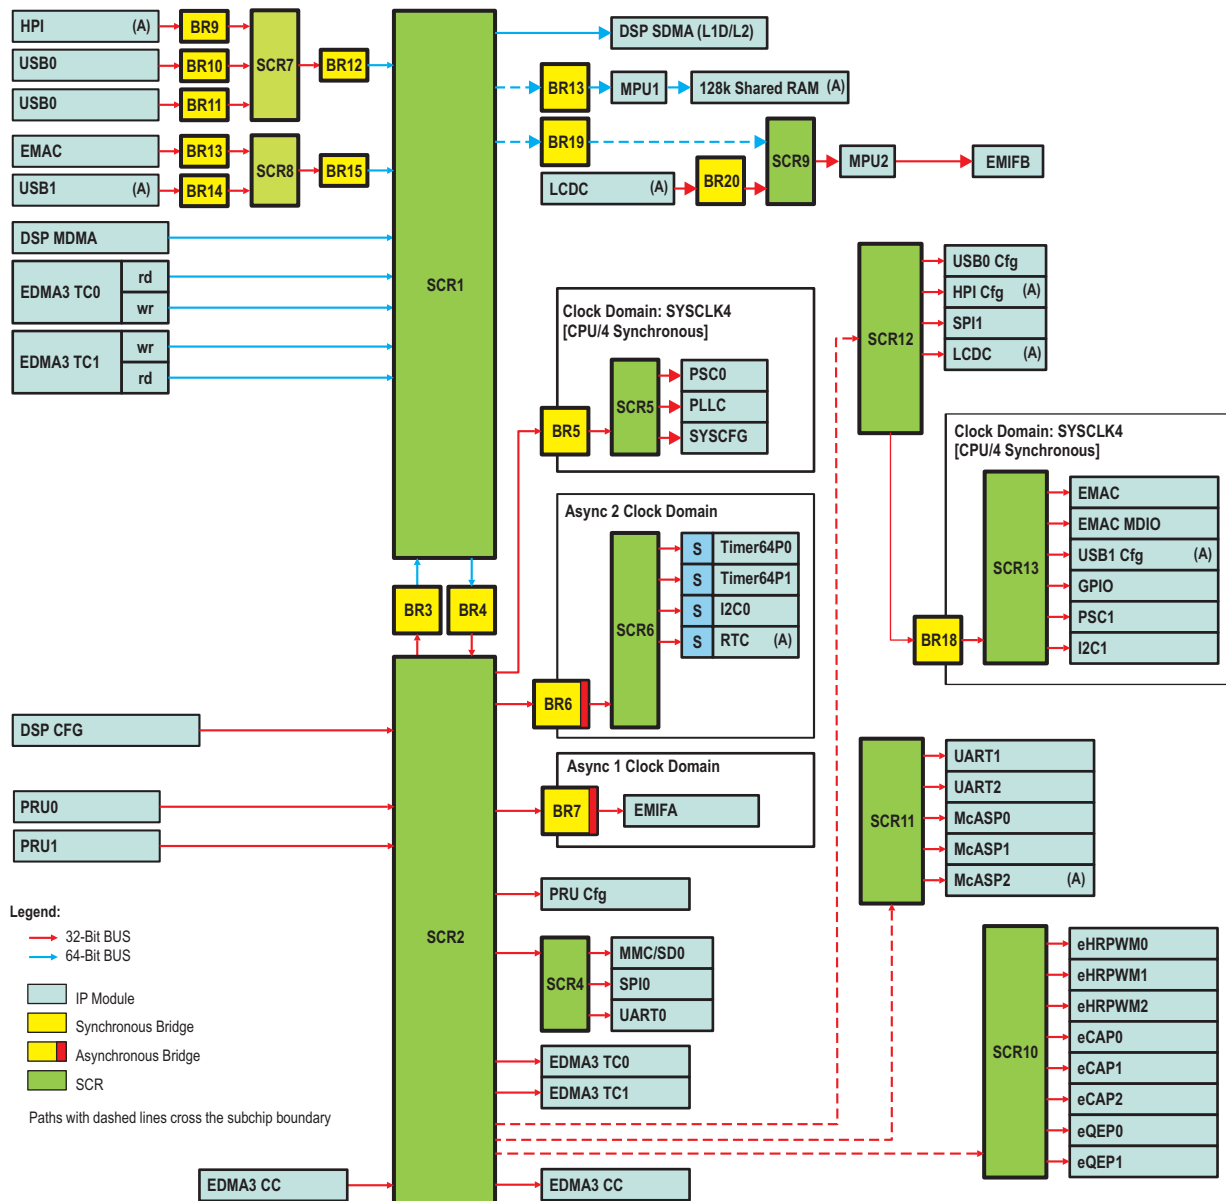 HPI (A)
BR9
USB0
BR10
SCR7
BR12
USB0
BR11
EMAC
BR13
SCR8
BR15
USB1 (A)
BR14
DSP MDMA
EDMA3 TC0
rd
wr
EDMA3 TC1
wr
rd
SCR1
DSP SDMA (L1D/L2)
BR13
MPU1
128k Shared RAM (A)
BR19
SCR9
MPU2
EMIFB
LCDC (A)
BR20
Clock Domain: SYSCLK4
[CPU/4 Synchronous]
BR5
SCR5
PSC0
PLLC
SYSCFG
SCR12
USB0 Cfg
HPI Cfg (A)
SPI1
LCDC (A)
Clock Domain: SYSCLK4
[CPU/4 Synchronous]
BR18
SCR13
EMAC
EMAC MDIO
USB1 Cfg (A)
GPIO
PSC1
I2C1
Async 2 Clock Domain
BR6
SCR6
S Timer64P0
S Timer64P1
S I2C0
S RTC (A)
BR3
BR4
DSP CFG
PRU0
PRU1
SCR2
Async 1 Clock Domain
BR7
EMIFA
PRU Cfg
SCR4
MMC/SD0
SPI0
UART0
EDMA3 TC0
EDMA3 TC1
EDMA3 CC
EDMA3 CC
SCR11
UART1
UART2
McASP0
McASP1
McASP2 (A)
SCR10
eHRPWM0
eHRPWM1
eHRPWM2
eCAP0
eCAP1
eCAP2
eQEP0
eQEP1
Legend:
32-Bit BUS
64-Bit BUS
IP Module
Synchronous Bridge
Asynchronous Bridge
SCR
Paths with dashed lines cross the subchip boundary